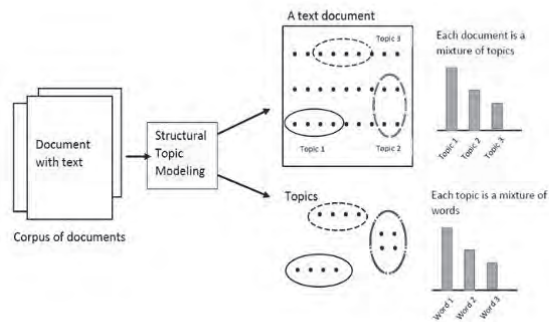 A text document
Topic 3
Topic 1
Topic 2
Each document is a
mixture of topics
Topic 1
Topic 2
Topic 3
Document
with text
Corpus of documents
Structural
Topic
Modeling
Topics
Each topic is a mixture of
words
Word 1
Word 2
Word 3